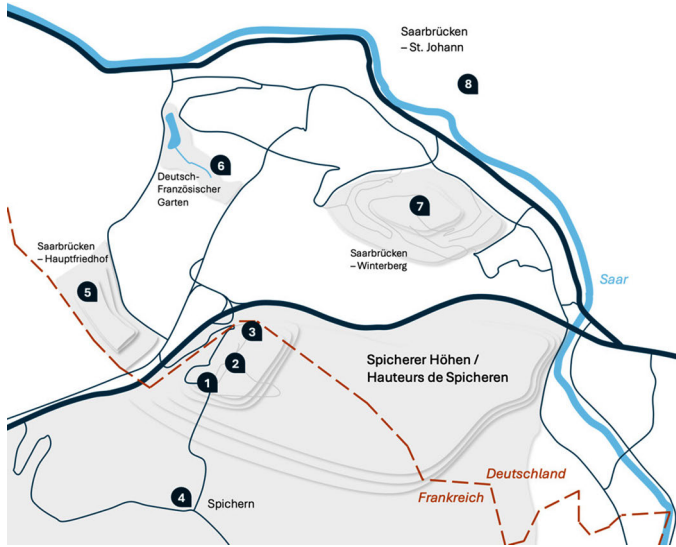 Saarbrücken
– St. Johann
8
6
Deutsch-
Französischer
Garten
7
Saarbrücken
– Hauptfriedhof
Saarbrücken
– Winterberg
5
Saar
3
Spicherer Höhen /
Hauteurs de Spicheren
2
1
Deutschland
Frankreich
4
Spichern